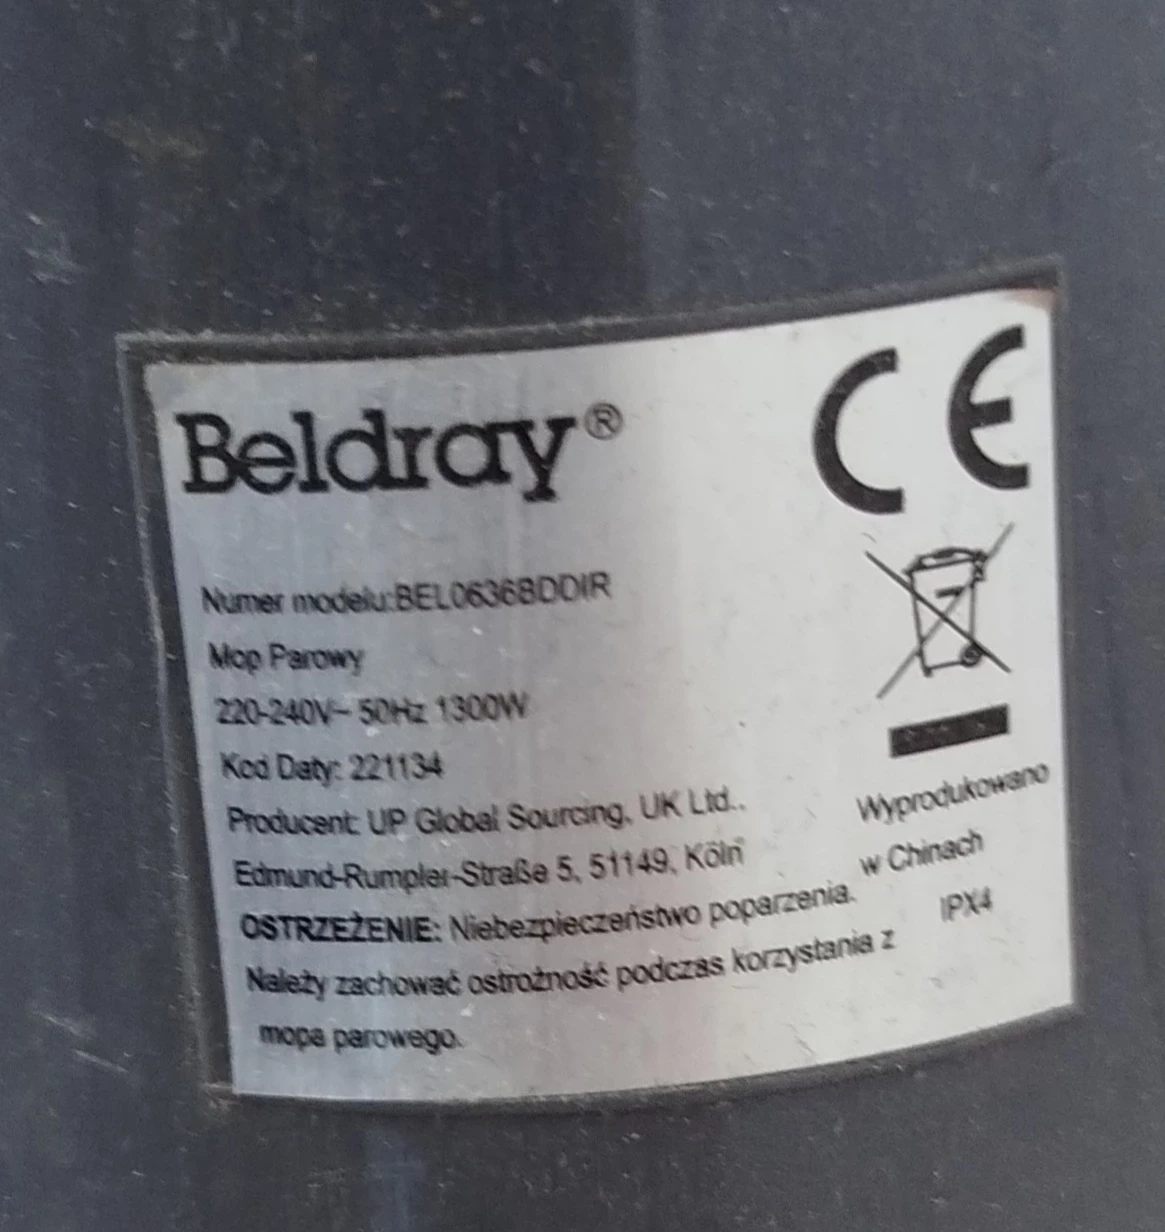 Beldray®
CE
Numer modelu:BEL0636BDDIR
Mop Parowy
220-240V~ 50Hz 1300W
Kod Daty: 221134
Producent: UP Global Sourcing, UK Ltd.,
Edmund-Rumpler-Straße 5, 51149, Köln
OSTRZEŻENIE: Niebezpieczeństwo poparzenia.
Należy zachować ostrożność podczas korzystania z
mopa parowego.
Wyprodukowano
w Chinach
IPX4